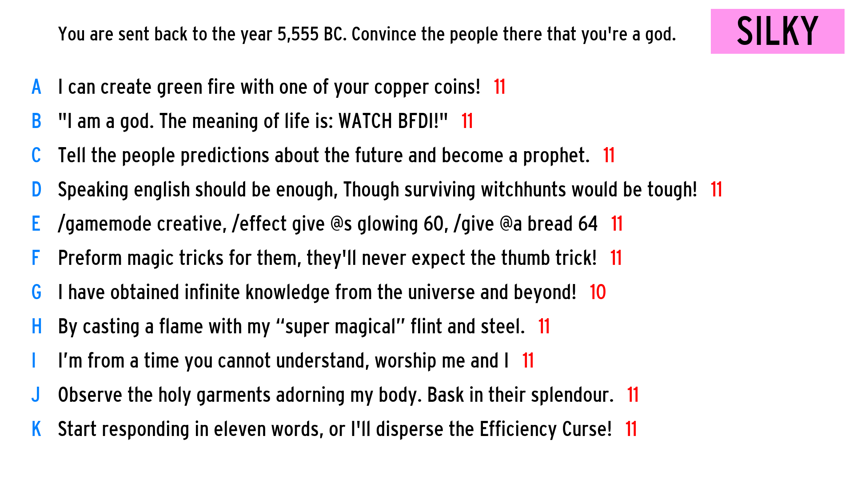 You are sent back to the year 5,555 BC. Convince the people there that you're a god.
SILKY
A I can create green fire with one of your copper coins! 11
B "I am a god. The meaning of life is: WATCH BFDI!" 11
C Tell the people predictions about the future and become a prophet. 11
D Speaking english should be enough, Though surviving witchhunts would be tough! 11
E /gamemode creative, /effect give @s glowing 60, /give @a bread 64 11
F Preform magic tricks for them, they'll never expect the thumb trick! 11
G I have obtained infinite knowledge from the universe and beyond! 10
H By casting a flame with my “super magical” flint and steel. 11
I I’m from a time you cannot understand, worship me and I 11
J Observe the holy garments adorning my body. Bask in their splendour. 11
K Start responding in eleven words, or I'll disperse the Efficiency Curse! 11